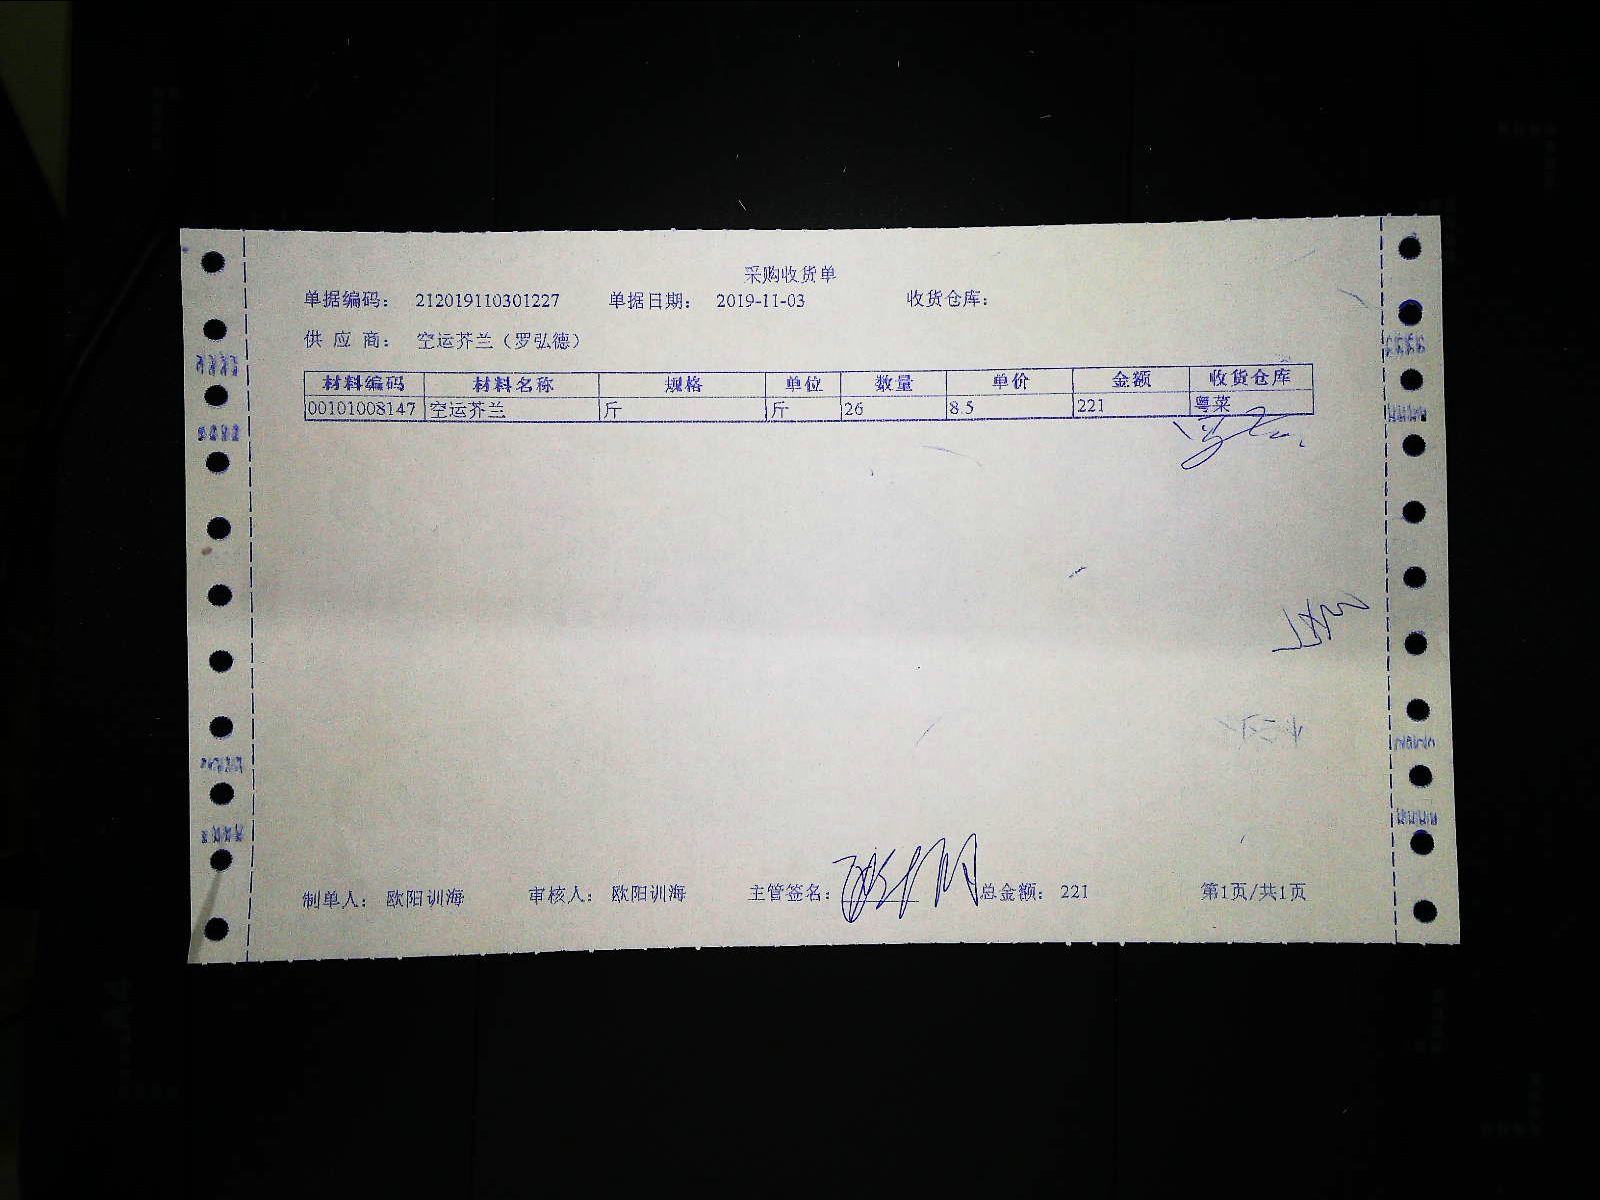 采购收货单
单据编码： 212019110301227 单据日期： 2019-11-03 收货仓库：
供 应 商： 空运芥兰（罗弘德）
材料编码 材料名称 规格 单位 数量 单价 金额 收货仓库
00101008147 空运芥兰 斤 斤 26 8.5 221 粤菜
制单人： 欧阳训海 审核人： 欧阳训海 主管签名： 总金额： 221 第1页/共1页